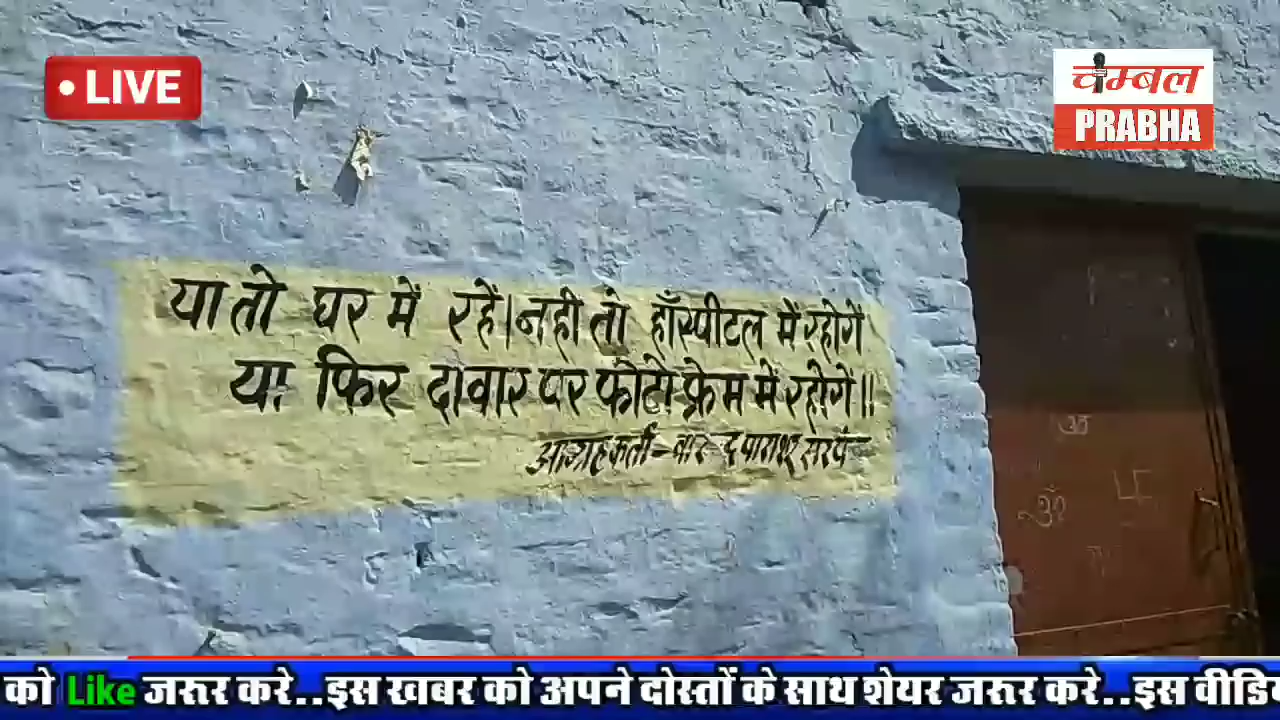 LIVE
चम्बल
PRABHA
या तो घर में रहें।नही तो हॉस्पीटल में रहोगें
या फिर दीवार पर फोटो फ्रेम में रहोगें।।
आग्रहकर्ता - सरपंच
को Like जरूर करे..इस खबर को अपने दोस्तों के साथ शेयर जरूर करे..इस
ॐ